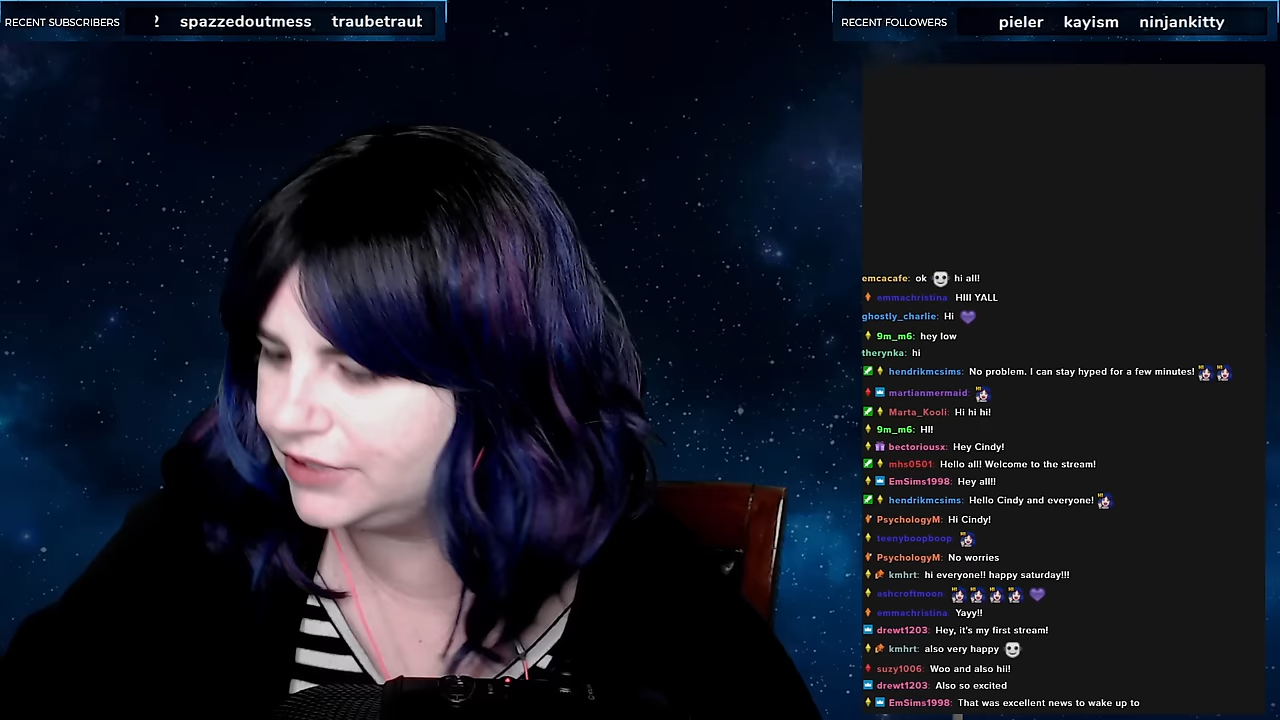 RECENT SUBSCRIBERS
2 spazzedoutmess traubetraub
RECENT FOLLOWERS
pieler kayism ninjankitty
emcacafe: ok hi all!
emmachristina HIII YALL
ghostly_charlie: Hi
9m_m6: hey low
therynka: hi
hendrikmcsims: No problem. I can stay hyped for a few minutes!
martianmermaid:
Marta_Kooli: Hi hi hi!
9m_m6: HI!
bectoriousx: Hey Cindy!
mhs0501: Hello all! Welcome to the stream!
EmSims1998: Hey all!!
hendrikmcsims: Hello Cindy and everyone!
PsychologyM: Hi Cindy!
teenyboopboop
PsychologyM: No worries
kmhrt: hi everyone!! happy saturday!!!
ashcroftmoon
emmachristina Yayy!!
drewt1203: Hey, it's my first stream!
kmhrt: also very happy
suzy1006: Woo and also hii!
drewt1203: Also so excited
EmSims1998: That was excellent news to wake up to